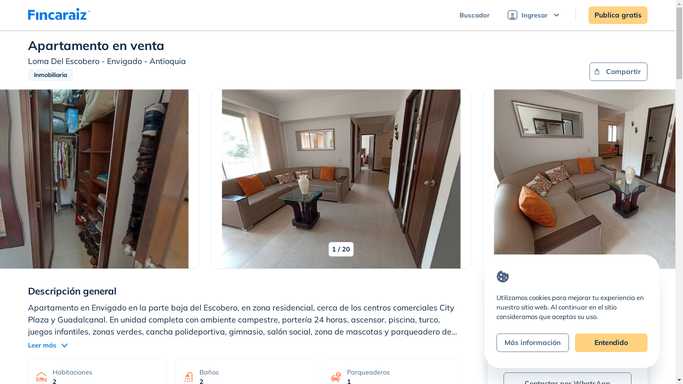 Fincaraiz
Buscador
Ingresar
Publica gratis
Apartamento en venta
Loma Del Escobero - Envigado - Antioquia
Inmobiliaria
Compartir
1 / 20
Descripción general
Apartamento en Envigado en la parte baja del Escobero, en zona residencial, cerca de los centros comerciales City
Plaza y Guadalcanal. En unidad completa con ambiente campestre, portería 24 horas, ascensor, piscina, turco,
juegos infantiles, zonas verdes, cancha polideportiva, gimnasio, salón social, zona de mascotas y parqueadero de...
Leer más
Habitaciones
2
Baños
2
Parqueaderos
1
Utilizamos cookies para mejorar tu experiencia en
nuestro sitio web. Al continuar en el sitio
consideramos que aceptas su uso.
Más información
Entendido
Contactar por WhatsApp